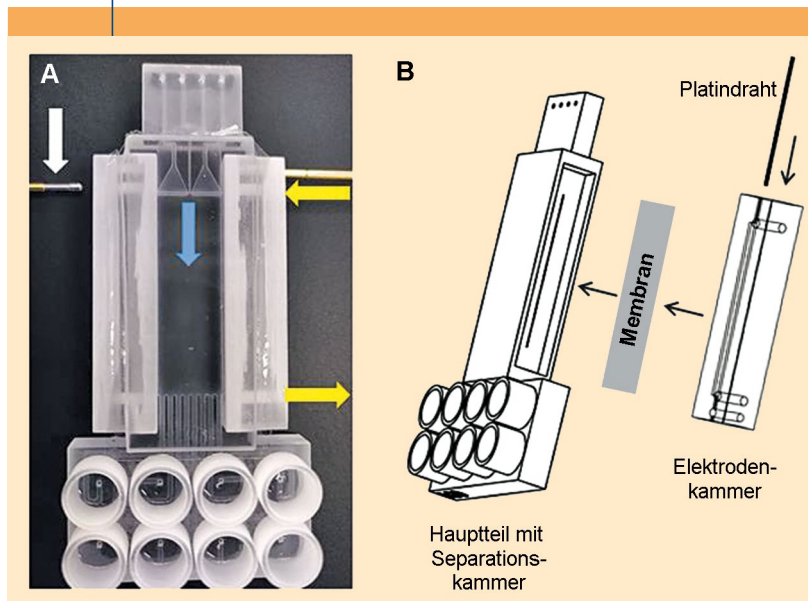 A
B
Platindraht
Membran
Elektroden-
kammer
Hauptteil mit
Separations-
kammer